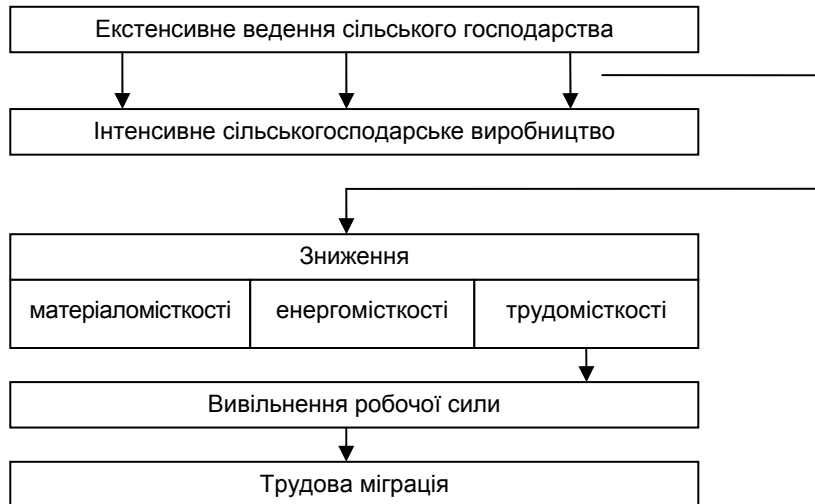 Екстенсивне ведення сільського господарства
Інтенсивне сільськогосподарське виробництво
Зниження
матеріаломісткості
енергомісткості
трудомісткості
Вивільнення робочої сили
Трудова міграція